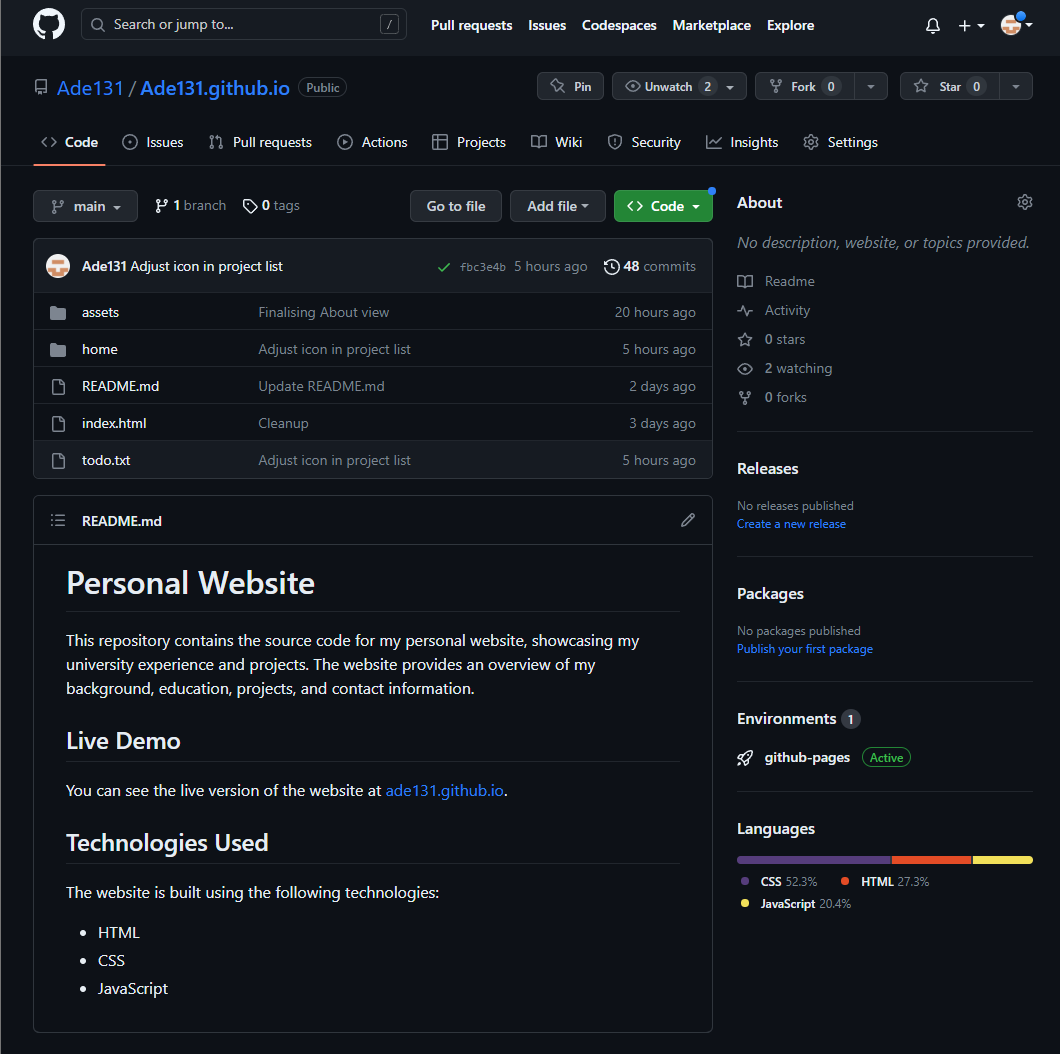 Search or jump to... /
Pull requests Issues Codespaces Marketplace Explore
Ade131 / Ade131.github.io Public
Pin Unwatch 2 Fork 0 Star 0
Code Issues Pull requests Actions Projects Wiki Security Insights Settings
main 1 branch 0 tags Go to file Add file Code
Ade131 Adjust icon in project list fbc3e4b 5 hours ago 48 commits
assets Finalising About view 20 hours ago
home Adjust icon in project list 5 hours ago
README.md Update README.md 2 days ago
index.html Cleanup 3 days ago
todo.txt Adjust icon in project list 5 hours ago
README.md
Personal Website
This repository contains the source code for my personal website, showcasing my
university experience and projects. The website provides an overview of my
background, education, projects, and contact information.
Live Demo
You can see the live version of the website at ade131.github.io.
Technologies Used
The website is built using the following technologies:
HTML
CSS
JavaScript
About
No description, website, or topics provided.
Readme
Activity
0 stars
2 watching
0 forks
Releases
No releases published
Create a new release
Packages
No packages published
Publish your first package
Environments 1
github-pages Active
Languages
CSS 52.3% HTML 27.3%
JavaScript 20.4%